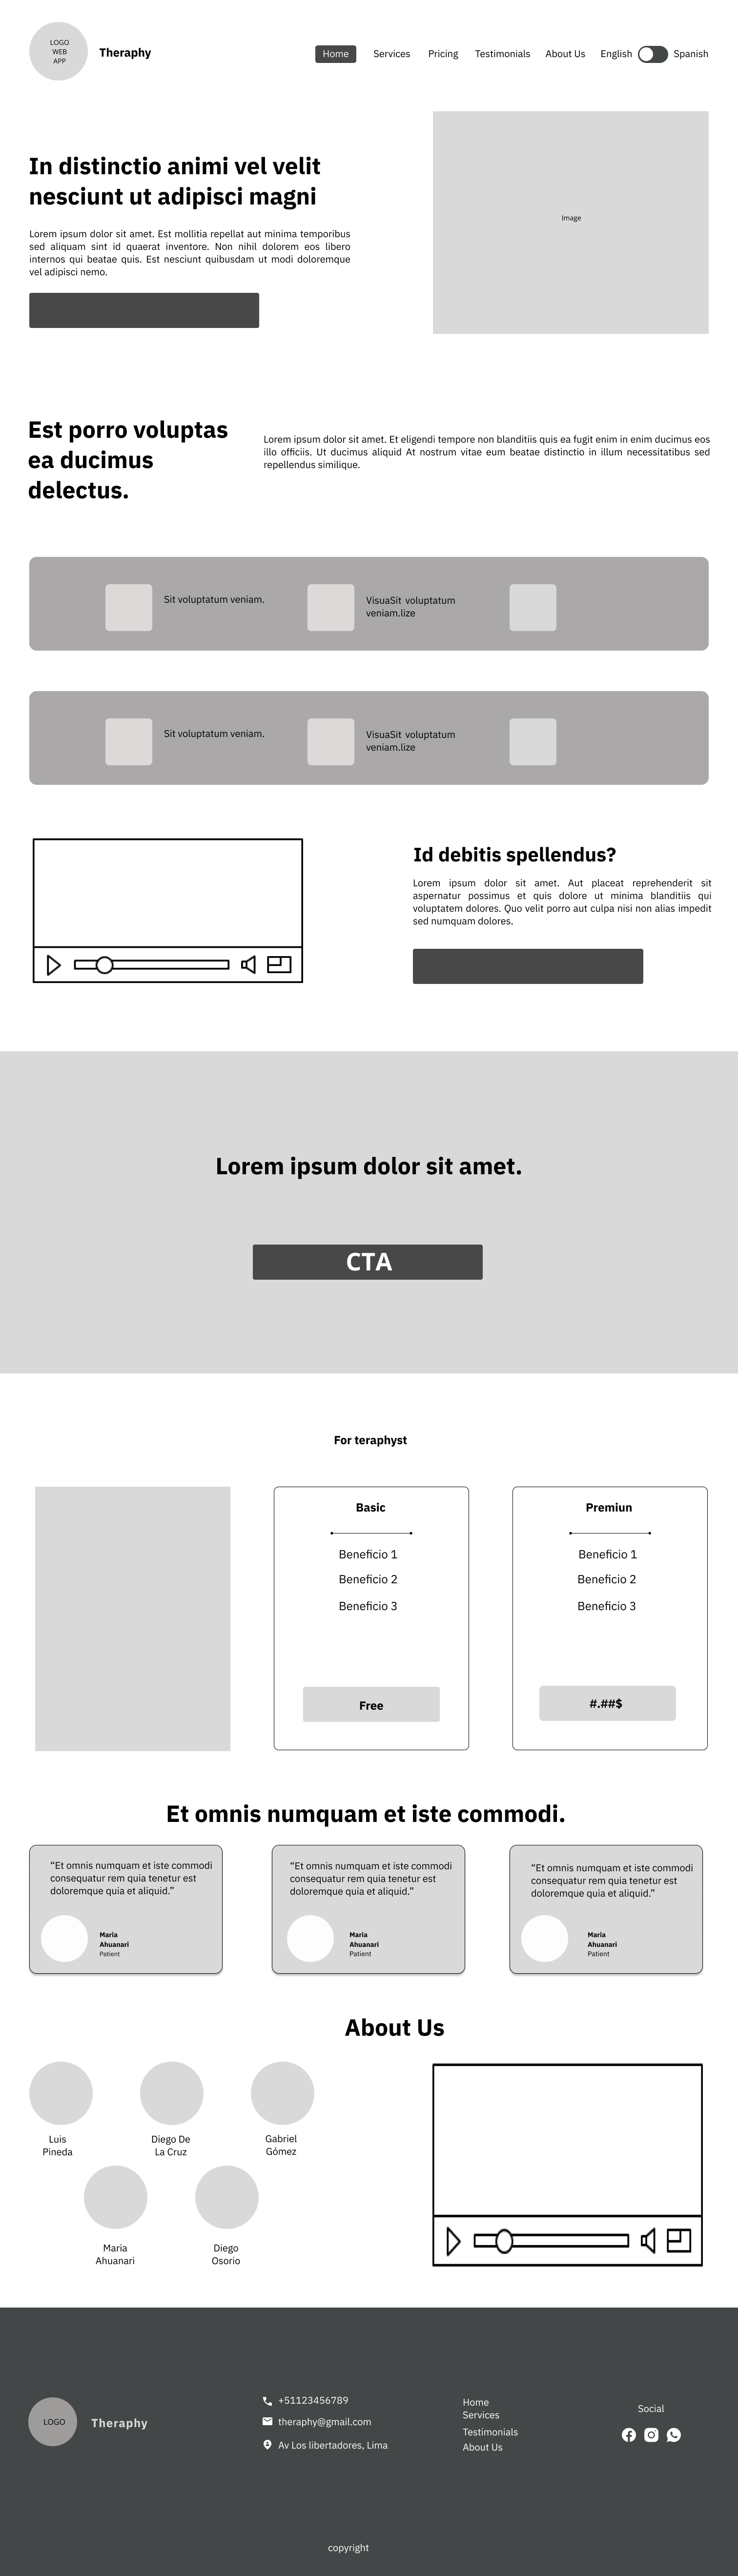 LOGO
WEB
APP
Theraphy
Home
Services
Pricing
Testimonials
About Us
English
Spanish
In distinctio animi vel velit
nesciunt ut adipisci magni
Lorem ipsum dolor sit amet. Est mollitia repellat aut minima temporibus
sed aliquam sint id quaerat inventore. Non nihil dolorem eos libero
internos qui beatae quis. Est nesciunt quibusdam ut modi doloremque
vel adipisci nemo.
Image
Est porro voluptas
ea ducimus
delectus.
Lorem ipsum dolor sit amet. Et eligendi tempore non blanditiis quis ea fugit enim in enim ducimus eos
illo officiis. Ut ducimus aliquid At nostrum vitae eum beatae distinctio in illum necessitatibus sed
repellendus similique.
Sit voluptatum veniam.
VisuaSit voluptatum
veniam.lize
Sit voluptatum veniam.
VisuaSit voluptatum
veniam.lize
Id debitis spellendus?
Lorem ipsum dolor sit amet. Aut placeat reprehenderit sit
aspernatur possimus et quis dolore ut minima blanditiis qui
voluptatem dolores. Quo velit porro aut culpa nisi non alias impedit
sed numquam dolores.
Lorem ipsum dolor sit amet.
CTA
For teraphyst
Basic
Beneficio 1
Beneficio 2
Beneficio 3
Free
Premiun
Beneficio 1
Beneficio 2
Beneficio 3
#.##$
Et omnis numquam et iste commodi.
“Et omnis numquam et iste commodi
consequatur rem quia tenetur est
doloremque quia et aliquid.”
Maria
Ahuanari
Patient
“Et omnis numquam et iste commodi
consequatur rem quia tenetur est
doloremque quia et aliquid.”
Maria
Ahuanari
Patient
“Et omnis numquam et iste commodi
consequatur rem quia tenetur est
doloremque quia et aliquid.”
Maria
Ahuanari
Patient
About Us
Luis
Pineda
Diego De
La Cruz
Gabriel
Gómez
Maria
Ahuanari
Diego
Osorio
LOGO
Theraphy
+51123456789
theraphy@gmail.com
Av Los libertadores, Lima
Home
Services
Testimonials
About Us
Social
copyright